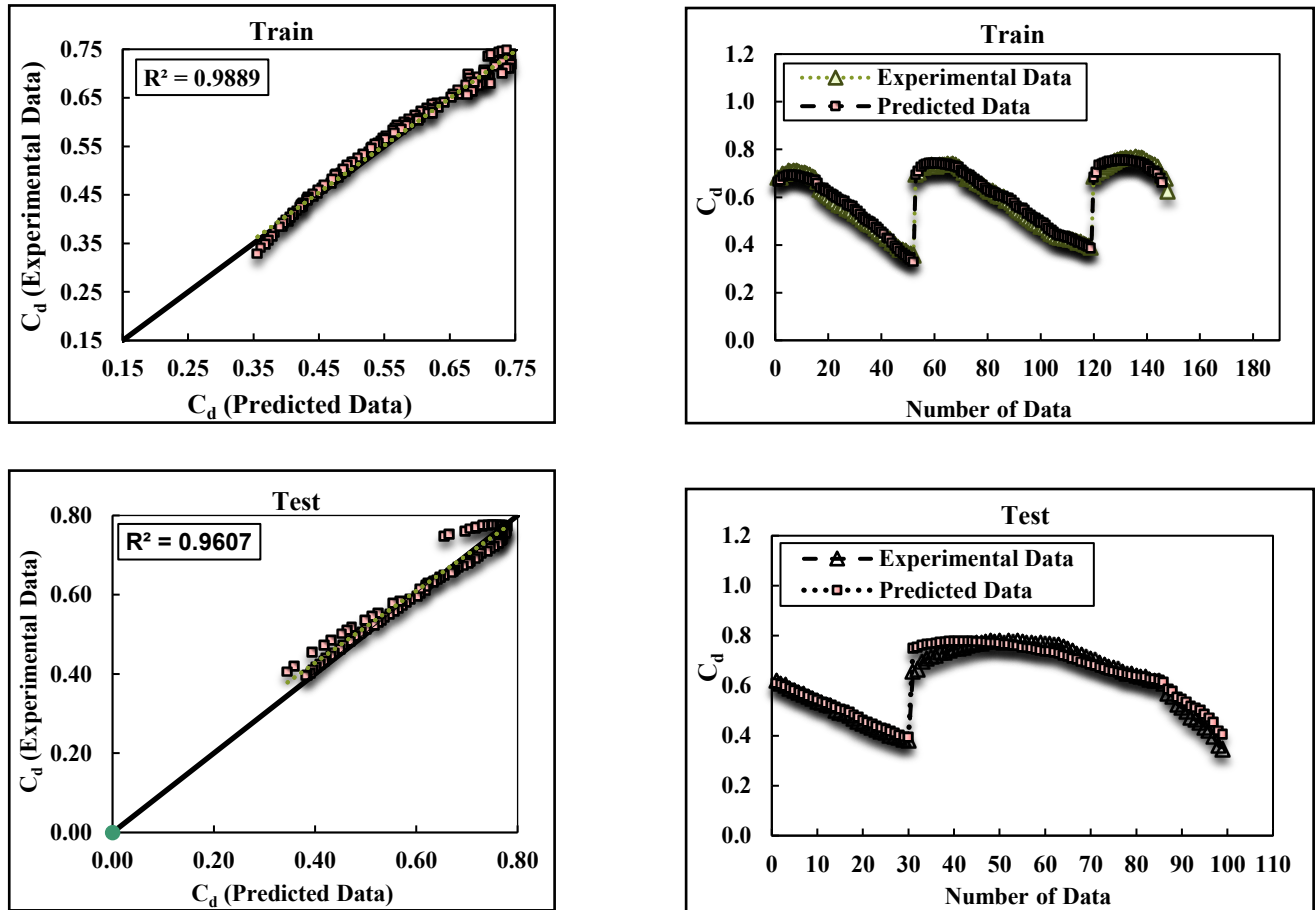 Train
R² = 0.9889
C_d (Experimental Data)
0.75
0.65
0.55
0.45
0.35
0.25
0.15
0.15 0.25 0.35 0.45 0.55 0.65 0.75
C_d (Predicted Data)
Train
Experimental Data
Predicted Data
C_d
1.2
1.0
0.8
0.6
0.4
0.2
0.0
0 20 40 60 80 100 120 140 160 180
Number of Data
Test
R² = 0.9607
C_d (Experimental Data)
0.80
0.60
0.40
0.20
0.00
0.00 0.20 0.40 0.60 0.80
C_d (Predicted Data)
Test
Experimental Data
Predicted Data
C_d
1.2
1.0
0.8
0.6
0.4
0.2
0.0
0 10 20 30 40 50 60 70 80 90 100 110
Number of Data